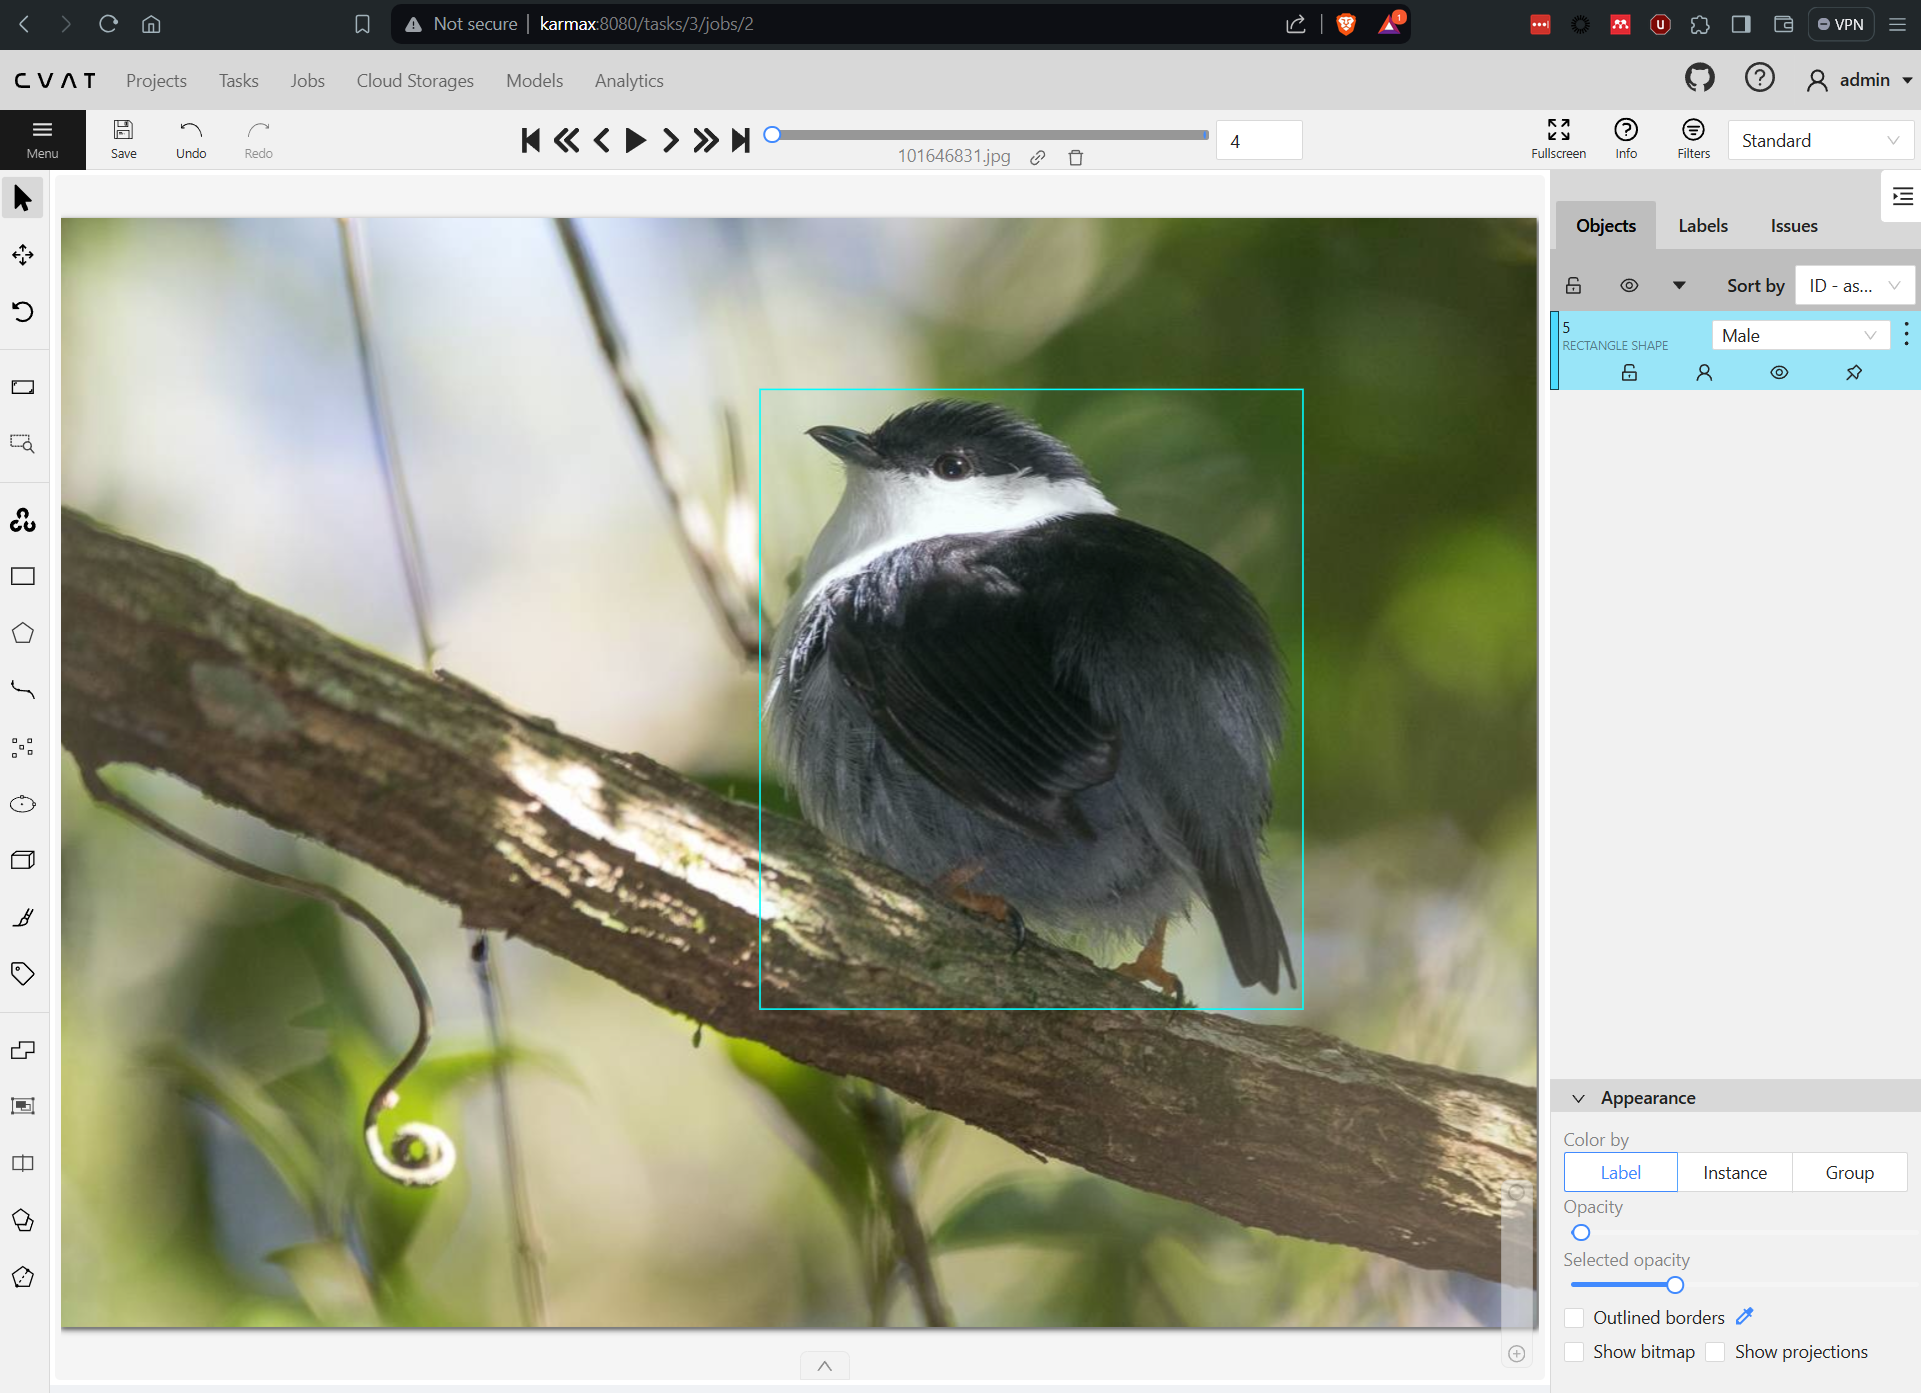 Not secure karmax:8080/tasks/3/jobs/2 1 VPN
CVAT Projects Tasks Jobs Cloud Storages Models Analytics admin
Menu Save Undo Redo 101646831.jpg 4 Fullscreen Info Filters Standard
Objects Labels Issues
Sort by ID - as...
5 Male
RECTANGLE SHAPE
Appearance
Color by
Label Instance Group
Opacity
Selected opacity
Outlined borders
Show bitmap Show projections